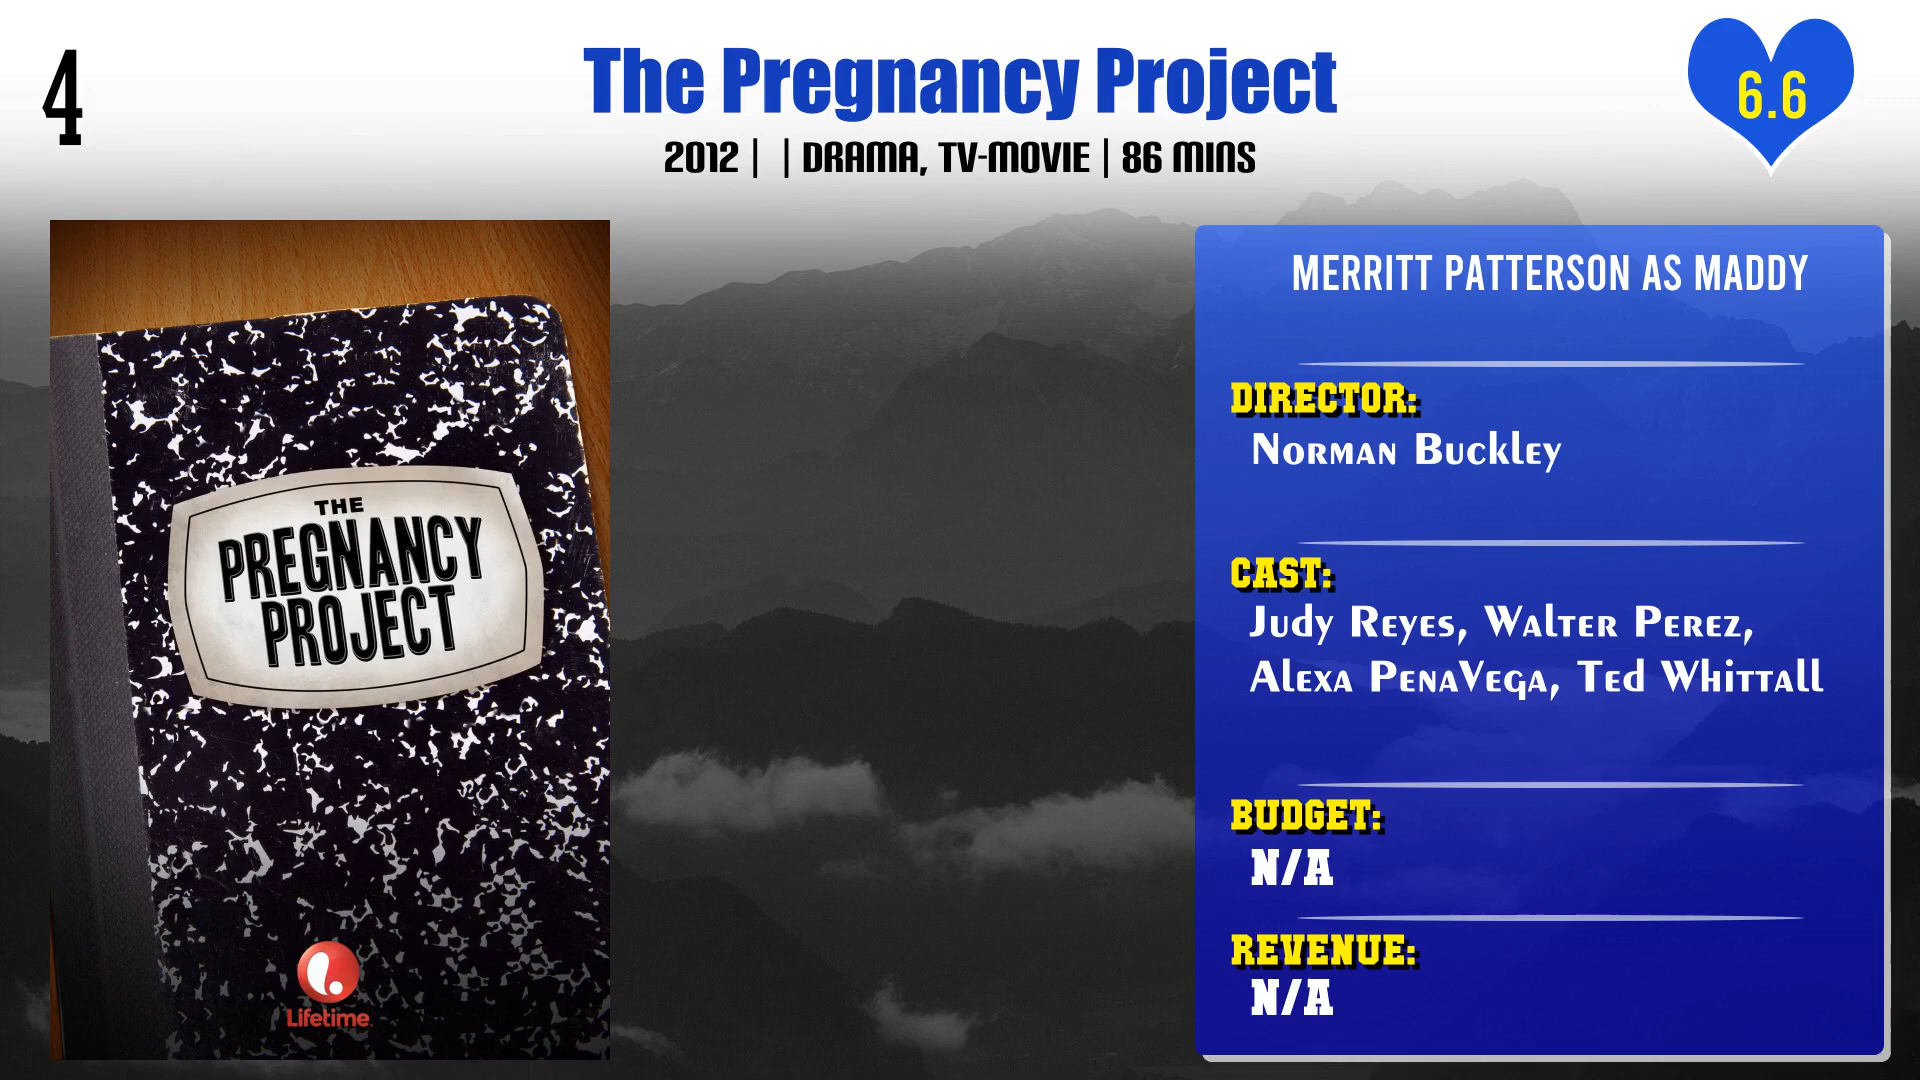 4
The Pregnancy Project
6.6
2012 | | DRAMA, TV-MOVIE | 86 MINS
THE
PREGNANCY
PROJECT
Lifetime
MERRITT PATTERSON AS MADDY
DIRECTOR:
Norman Buckley
CAST:
Judy Reyes, Walter Perez,
Alexa PenaVega, Ted Whittall
BUDGET:
N/A
REVENUE:
N/A